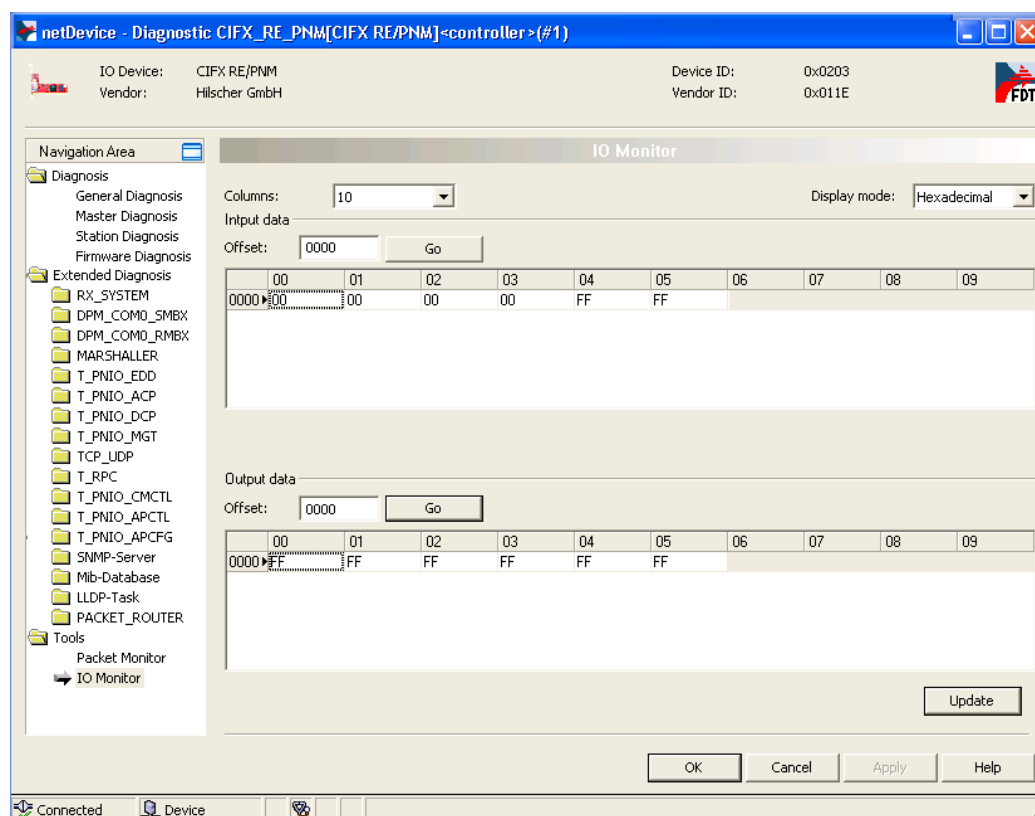 netDevice - Diagnostic CIFX_RE_PNM[CIFX RE/PNM]<controller>(#1)
IO Device: CIFX RE/PNM Device ID: 0x0203
Vendor: Hilscher GmbH Vendor ID: 0x011E
FDT
Navigation Area
Diagnosis
General Diagnosis
Master Diagnosis
Station Diagnosis
Firmware Diagnosis
Extended Diagnosis
RX_SYSTEM
DPM_COM0_SMBX
DPM_COM0_RMBX
MARSHALLER
T_PNIO_EDD
T_PNIO_ACP
T_PNIO_DCP
T_PNIO_MGT
TCP_UDP
T_RPC
T_PNIO_CMCTL
T_PNIO_APCTL
T_PNIO_APCFG
SNMP-Server
Mib-Database
LLDP-Task
PACKET_ROUTER
Tools
Packet Monitor
IO Monitor
IO Monitor
Columns: 10 Display mode: Hexadecimal
Intput data
Offset: 0000 Go
00 01 02 03 04 05 06 07 08 09
0000 00 00 00 00 FF FF
Output data
Offset: 0000 Go
00 01 02 03 04 05 06 07 08 09
0000 FF FF FF FF FF FF
Update
OK Cancel Apply Help
Connected Device